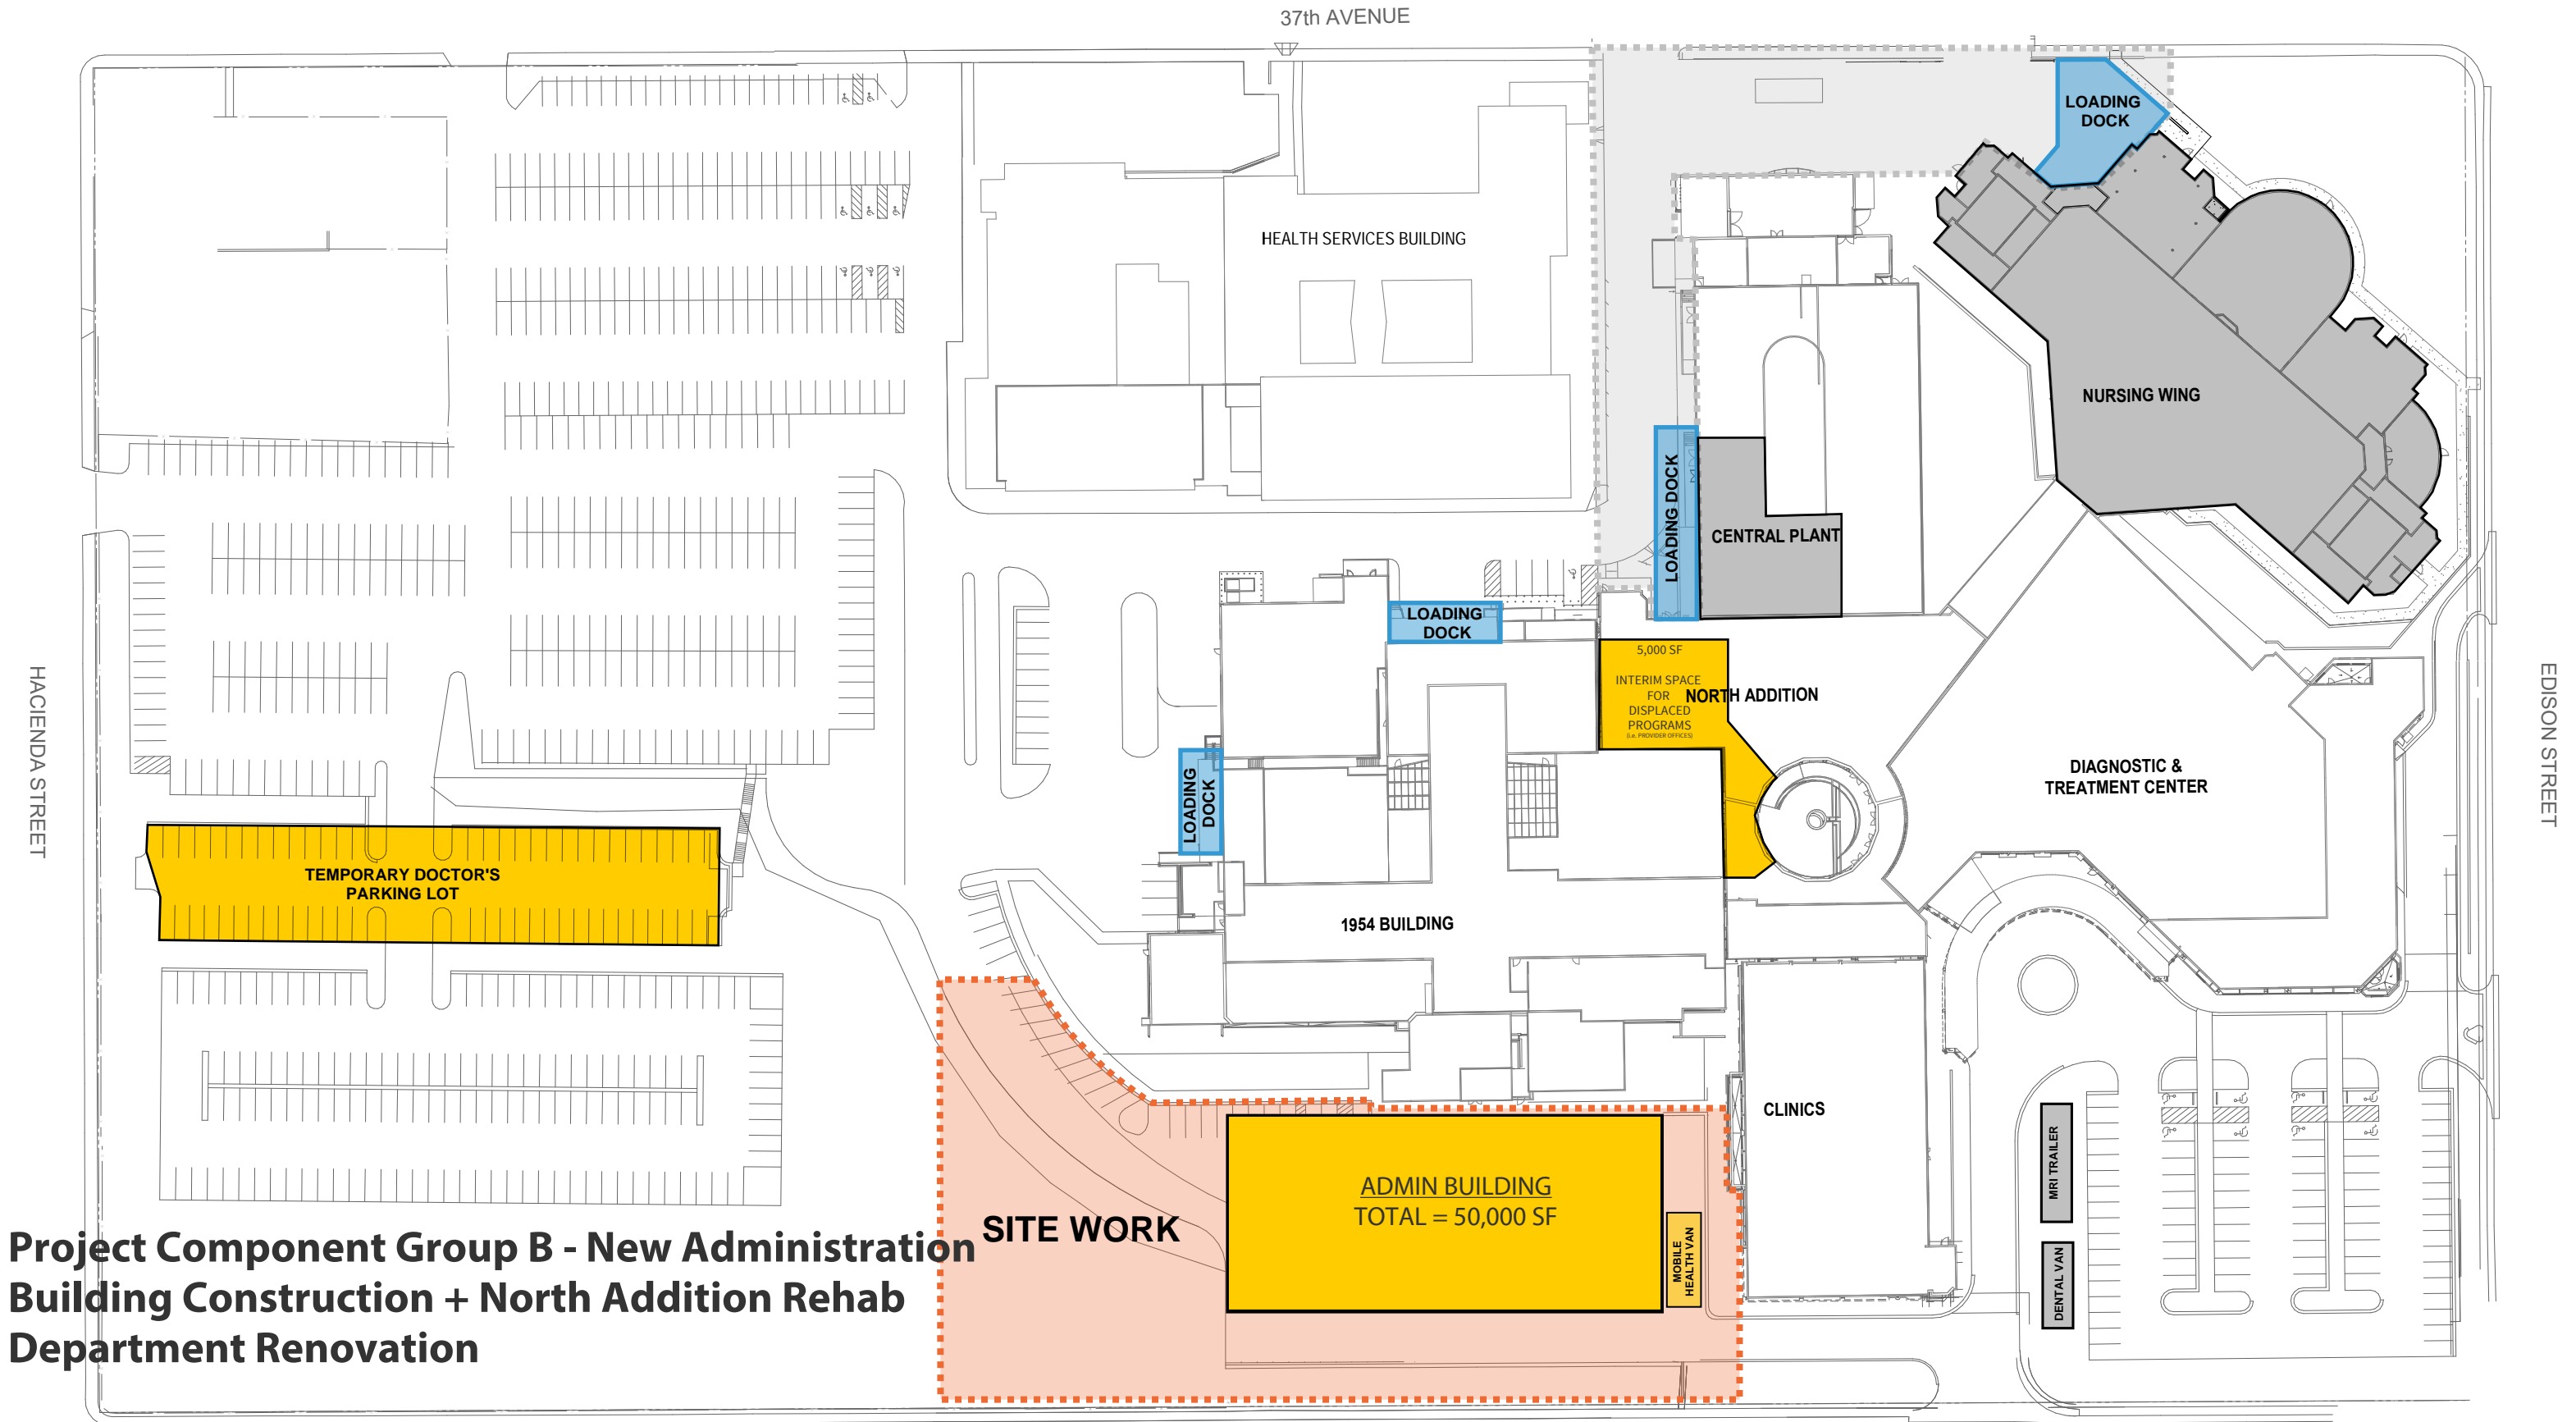 37th AVENUE
LOADING
DOCK
HEALTH SERVICES BUILDING
NURSING WING
LOADING DOCK
CENTRAL PLANT
LOADING
DOCK
5,000 SF
INTERIM SPACE
FOR
DISPLACED
PROGRAMS
(i.e. PROVIDER OFFICES)
NORTH ADDITION
HACIENDA STREET
EDISON STREET
LOADING
DOCK
DIAGNOSTIC &
TREATMENT CENTER
TEMPORARY DOCTOR'S
PARKING LOT
1954 BUILDING
CLINICS
MRI TRAILER
ADMIN BUILDING
TOTAL = 50,000 SF
SITE WORK
MOBILE
HEALTH VAN
DENTAL VAN
Project Component Group B - New Administration
Building Construction + North Addition Rehab
Department Renovation